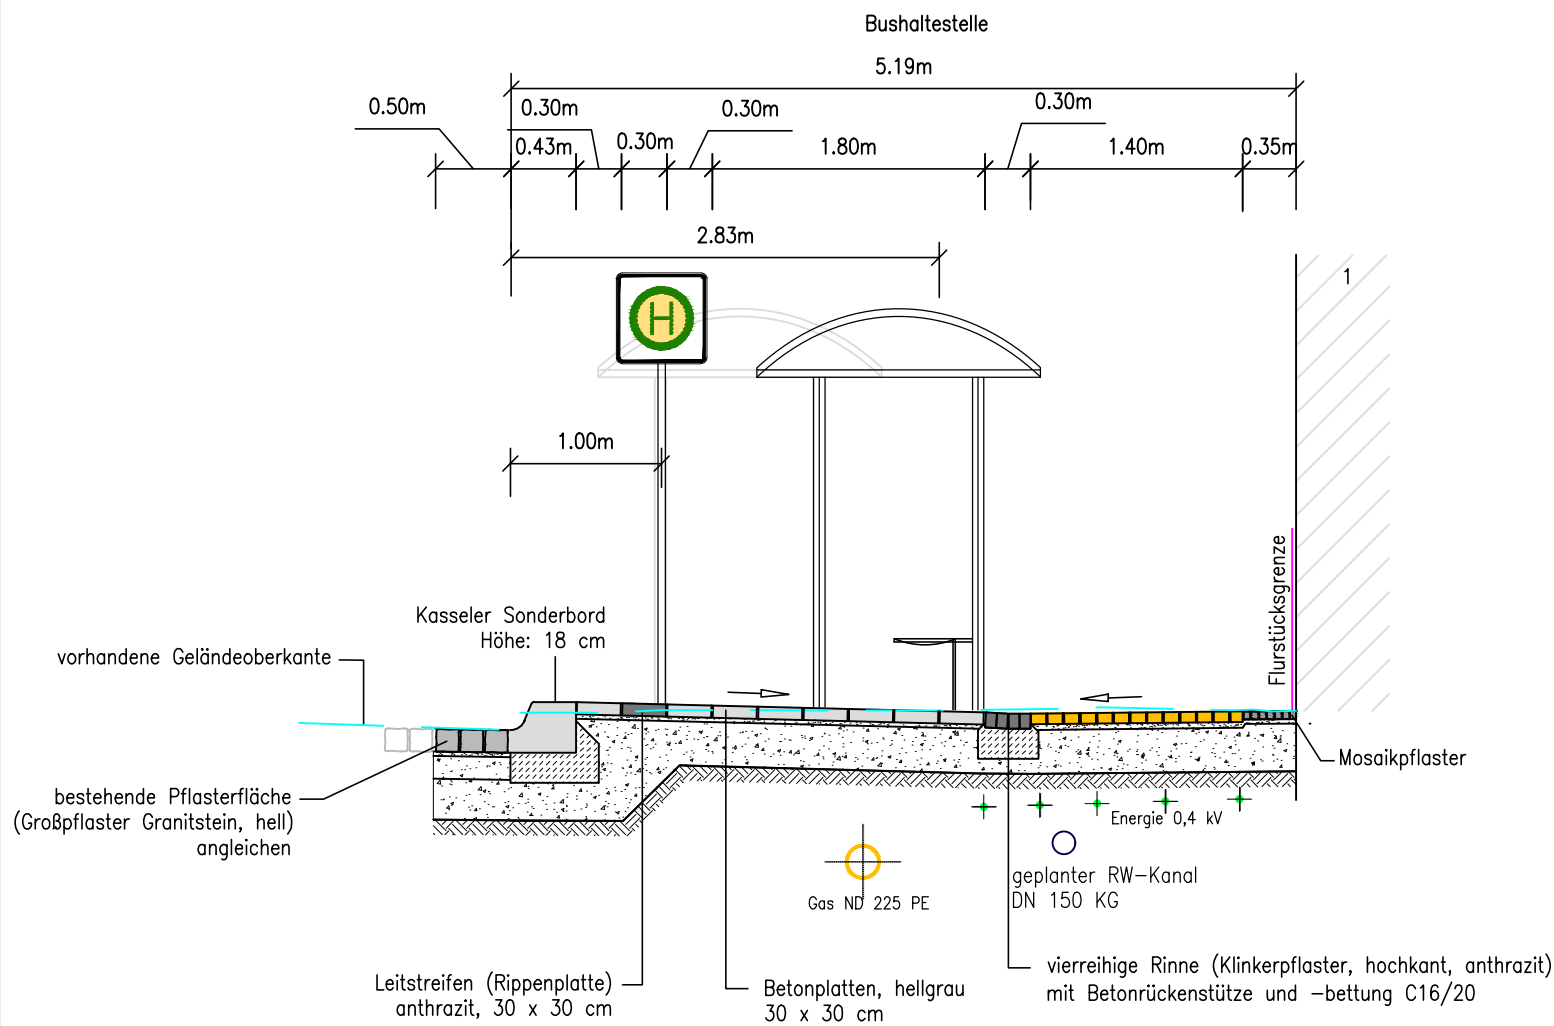 Bushaltestelle
5.19m
0.50m
0.30m
0.30m
0.30m
0.43m
0.30m
1.80m
1.40m
0.35m
2.83m
1
H
1.00m
Flurstücksgrenze
Kasseler Sonderbord
Höhe: 18 cm
vorhandene Geländeoberkante
Mosaikpflaster
bestehende Pflasterfläche
(Großpflaster Granitstein, hell)
angleichen
Energie 0,4 kV
geplanter RW-Kanal
DN 150 KG
Gas ND 225 PE
Leitstreifen (Rippenplatte)
anthrazit, 30 x 30 cm
Betonplatten, hellgrau
30 x 30 cm
vierreihige Rinne (Klinkerpflaster, hochkant, anthrazit)
mit Betonrückenstütze und -bettung C16/20